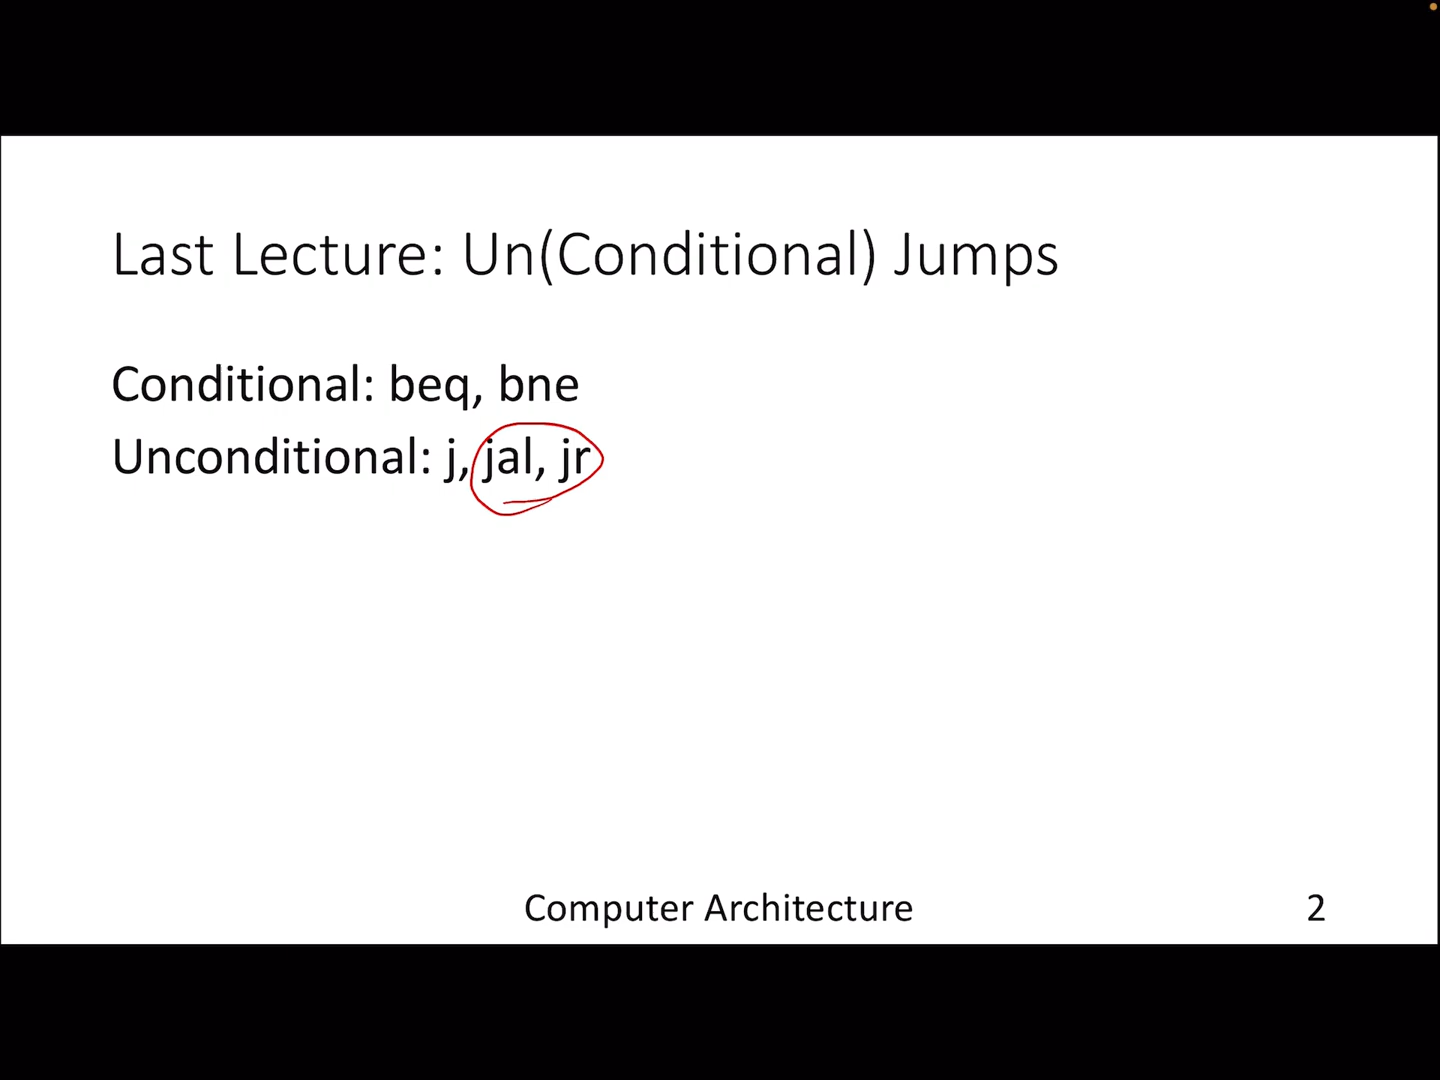 Last Lecture: Un(Conditional) Jumps
Conditional: beq, bne
Unconditional: j, jal, jr
Computer Architecture
2